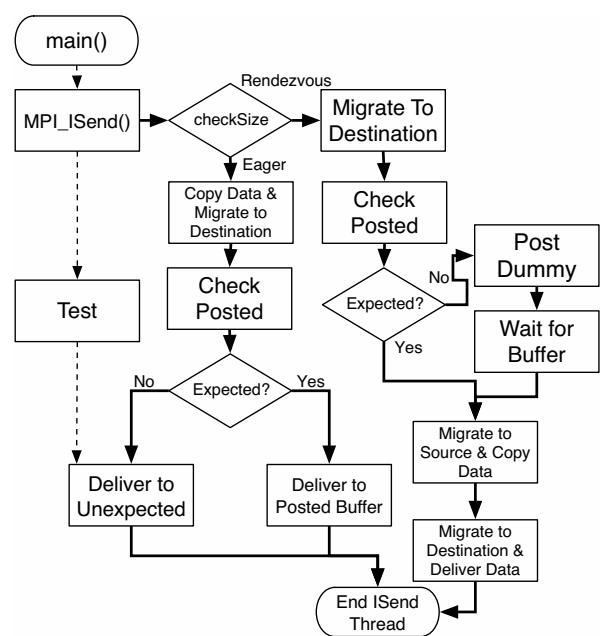 main()
MPI_ISend()
checkSize
Rendezvous
Migrate To
Destination
Eager
Copy Data &
Migrate to
Destination
Check
Posted
Check
Posted
Expected?
No
Yes
Post
Dummy
Wait for
Buffer
Test
Expected?
No
Yes
Deliver to
Unexpected
Deliver to
Posted Buffer
Migrate to
Source & Copy
Data
Migrate to
Destination &
Deliver Data
End ISend
Thread